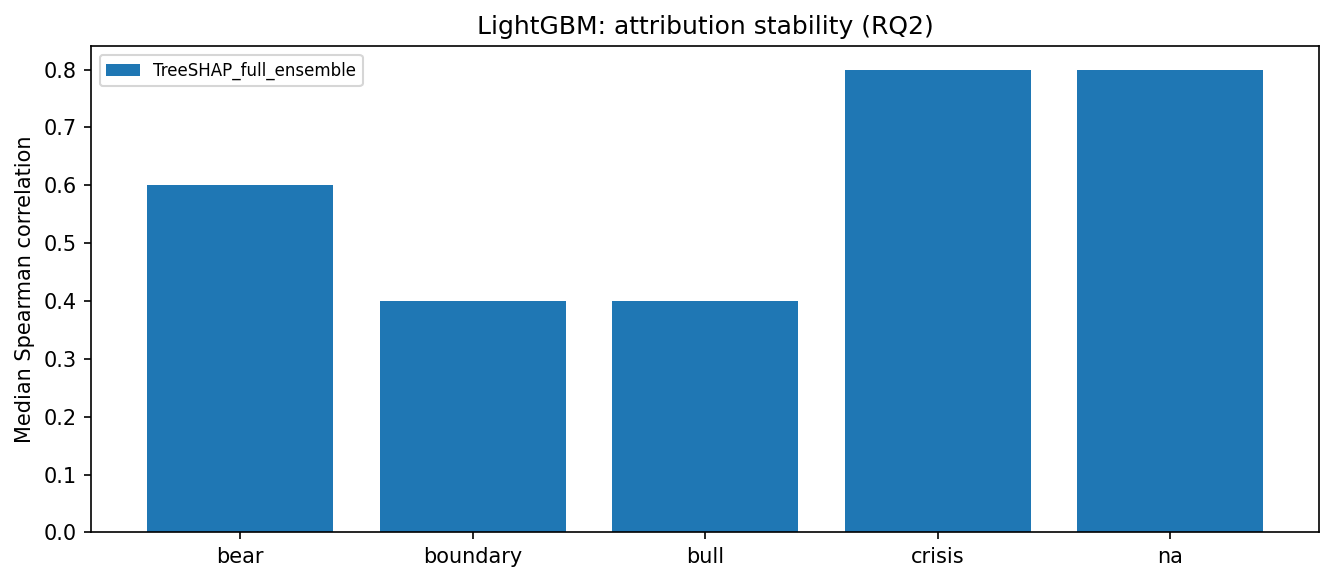 LightGBM: attribution stability (RQ2)
TreeSHAP_full_ensemble
Median Spearman correlation
0.8
0.7
0.6
0.5
0.4
0.3
0.2
0.1
0.0
bear boundary bull crisis na